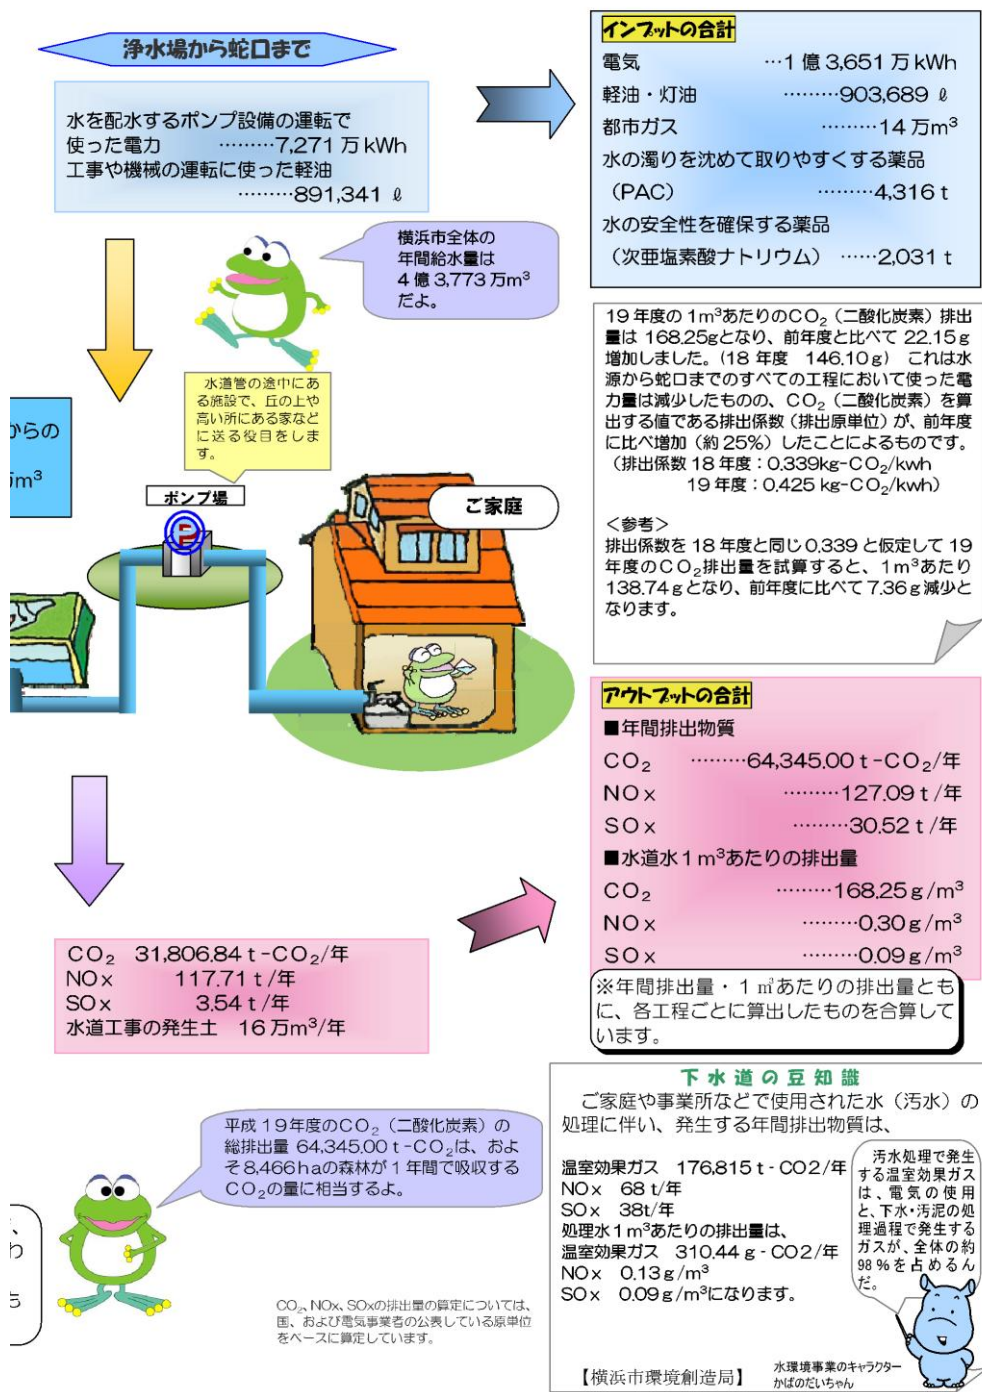 浄水場から蛇口まで
水を配水するポンプ設備の運転で
使った電力 ………7,271 万 kWh
工事や機械の運転に使った軽油
………891,341 ℓ
インプットの合計
電気 …1 億 3,651 万 kWh
軽油・灯油 ………903,689 ℓ
都市ガス ………14 万m³
水の濁りを沈めて取りやすくする薬品
（PAC） ………4,316 t
水の安全性を確保する薬品
（次亜塩素酸ナトリウム） ……2,031 t
横浜市全体の
年間給水量は
4 億 3,773 万m³
だよ。
水道管の途中にあ
る施設で、丘の上や
高い所にある家など
に送る役目をしま
す。
からの
万m³
ポンプ場
P
ご家庭
19 年度の 1m³あたりのCO₂（二酸化炭素）排出
量は 168.25gとなり、前年度と比べて 22.15g
増加しました。(18 年度 146.10g) これは水
源から蛇口までのすべての工程において使った電
力量は減少したものの、CO₂（二酸化炭素）を算
出する値である排出係数（排出原単位）が、前年度
に比べ増加（約 25%）したことによるものです。
（排出係数 18 年度：0.339kg-CO₂/kwh
19 年度：0.425 kg-CO₂/kwh）
＜参考＞
排出係数を 18 年度と同じ 0.339 と仮定して 19
年度のCO₂排出量を試算すると、1m³あたり
138.74gとなり、前年度に比べて 7.36g減少と
なります。
アウトプットの合計
■年間排出物質
CO₂ ………64,345.00 t-CO₂/年
NOx ………127.09 t/年
SOx ………30.52 t/年
■水道水 1 m³あたりの排出量
CO₂ ………168.25g/m³
NOx ………0.30g/m³
SOx ………0.09g/m³
※年間排出量・1 ㎥あたりの排出量とも
に、各工程ごとに算出したものを合算して
います。
CO₂ 31,806.84 t-CO₂/年
NOx 117.71 t/年
SOx 3.54 t/年
水道工事の発生土 16 万m³/年
平成 19年度のCO₂（二酸化炭素）の
総排出量 64,345.00 t-CO₂は、およ
そ 8,466haの森林が 1 年間で吸収する
CO₂の量に相当するよ。
、
わ
ち
CO₂、NOx、SOxの排出量の算定については、
国、および電気事業者の公表している原単位
をベースに算定しています。
下水道の豆知識
ご家庭や事業所などで使用された水（汚水）の
処理に伴い、発生する年間排出物質は、
温室効果ガス 176,815 t - CO2/年
NOx 68 t/年
SOx 38t/年
処理水 1m³あたりの排出量は、
温室効果ガス 310.44 g - CO2/年
NOx 0.13g/m³
SOx 0.09g/m³になります。
汚水処理で発生
する温室効果ガス
は、電気の使用
と、下水・汚泥の処
理過程で発生する
ガスが、全体の約
98％を占めるん
だ。
【横浜市環境創造局】
水環境事業のキャラクター
かばのだいちゃん